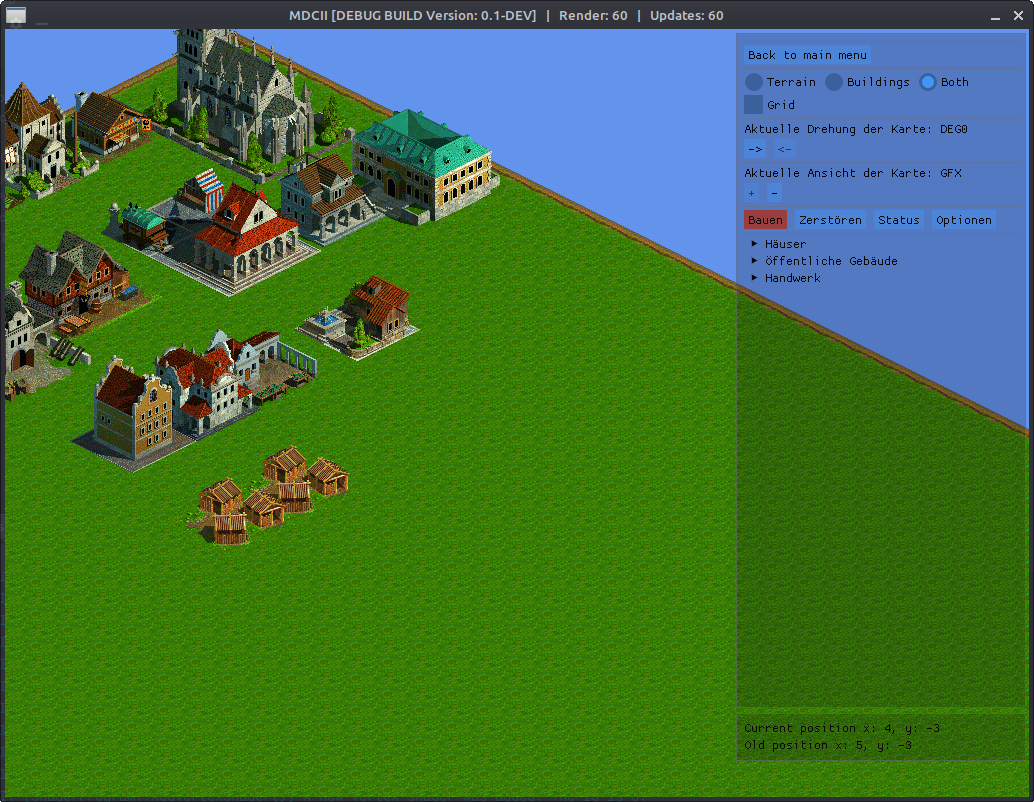 MDCII [DEBUG BUILD Version: 0.1-DEV] | Render: 60 | Updates: 60
Back to main menu
Terrain Buildings Both
Grid
Aktuelle Drehung der Karte: DEG0
-> <-
Aktuelle Ansicht der Karte: GFX
+ -
Bauen Zerstören Status Optionen
Häuser
Öffentliche Gebäude
Handwerk
Current position x: 4, y: -3
Old position x: 5, y: -3